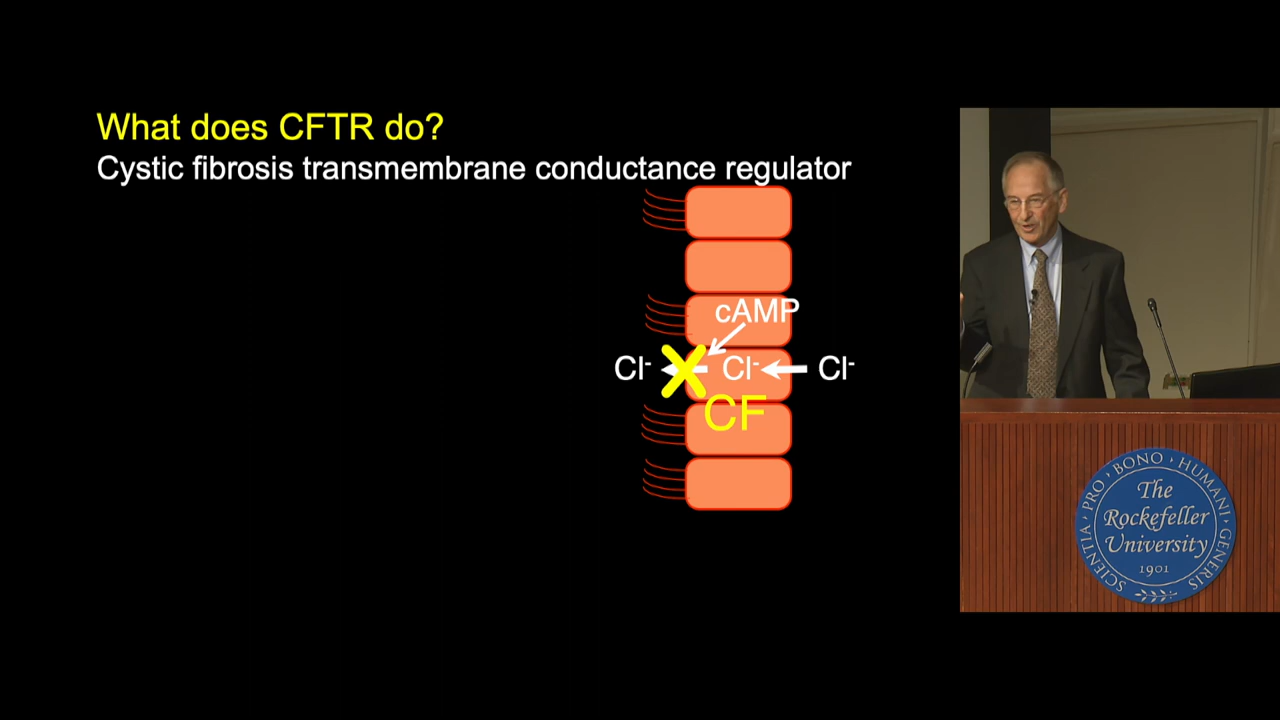 What does CFTR do?
Cystic fibrosis transmembrane conductance regulator
cAMP
Cl- Cl- Cl-
CF
SCIENTIA · PRO · BONO · HUMANI · GENERIS
The
Rockefeller
University
1901